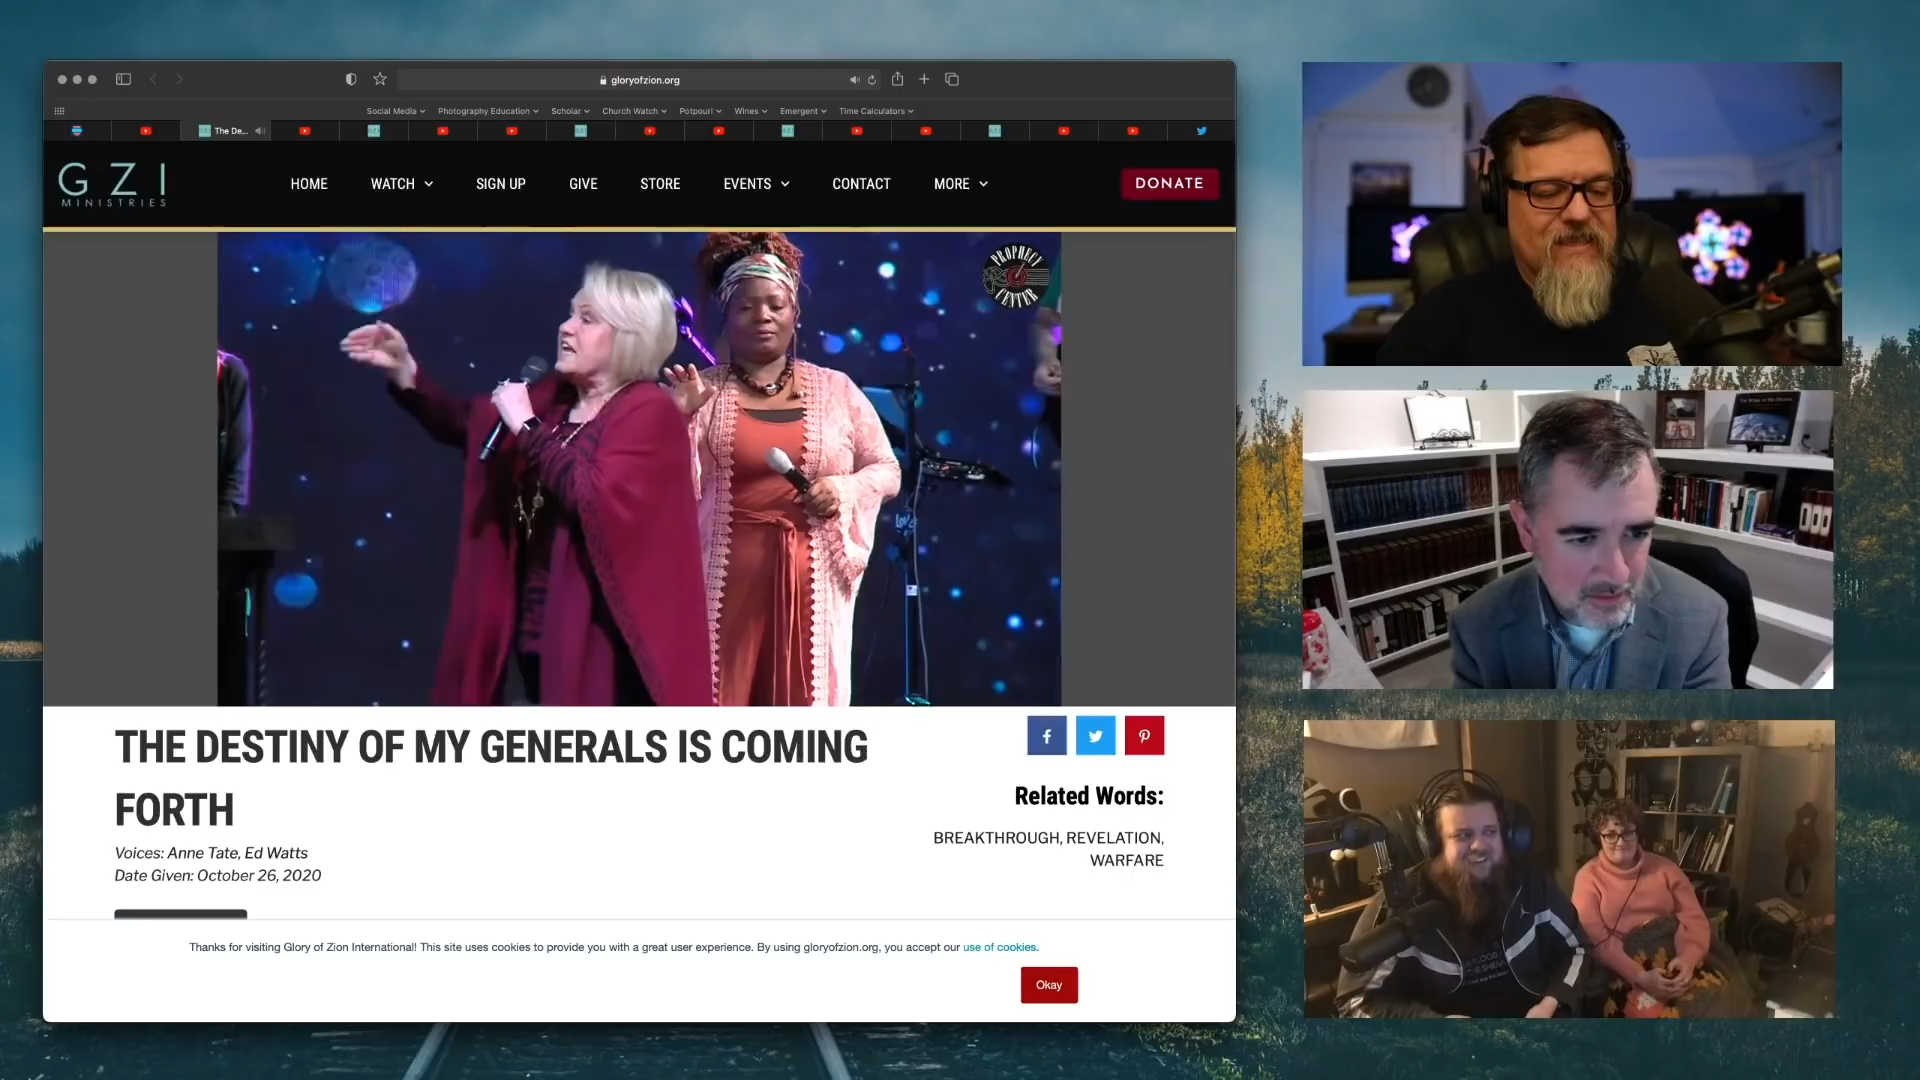 gloryofzion.org
Social Media Photography Education Scholar Church Watch Potpouri Wines Emergent Time Calculators
The De...
GZI
MINISTRIES
HOME WATCH SIGN UP GIVE STORE EVENTS CONTACT MORE
DONATE
PROPHECY
CENTER
THE DESTINY OF MY GENERALS IS COMING
FORTH
Voices: Anne Tate, Ed Watts
Date Given: October 26, 2020
Related Words:
BREAKTHROUGH, REVELATION,
WARFARE
Thanks for visiting Glory of Zion International! This site uses cookies to provide you with a great user experience. By using gloryofzion.org, you accept our use of cookies.
Okay